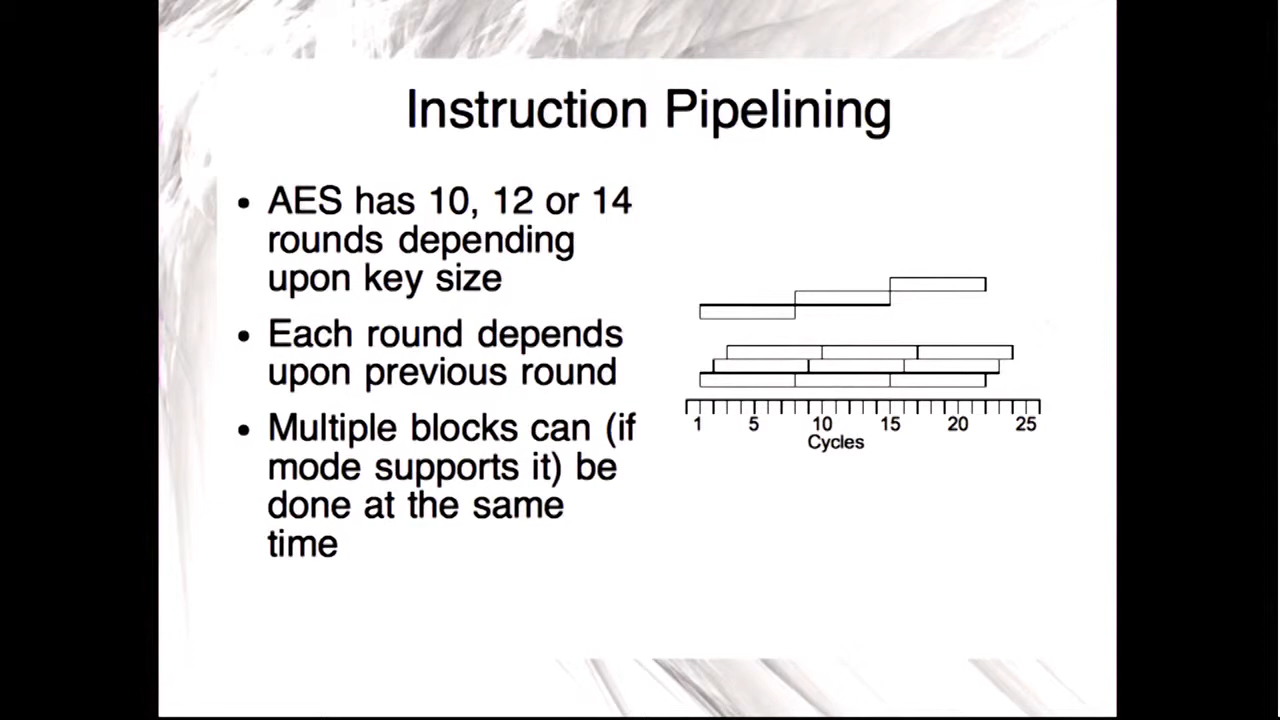 Instruction Pipelining
• AES has 10, 12 or 14
rounds depending
upon key size
• Each round depends
upon previous round
• Multiple blocks can (if
mode supports it) be
done at the same
time
1 5 10 15 20 25
Cycles